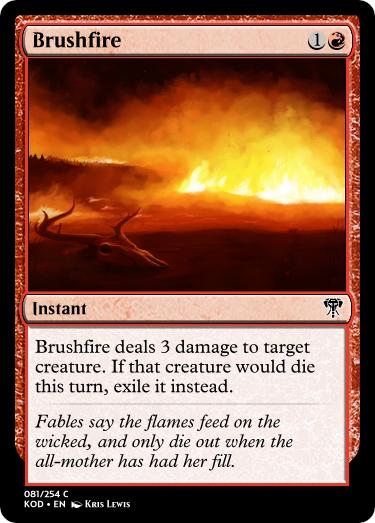 Brushfire 1
Instant
Brushfire deals 3 damage to target
creature. If that creature would die
this turn, exile it instead.
Fables say the flames feed on the
wicked, and only die out when the
all-mother has had her fill.
081/254 C
KOD • EN Kris Lewis